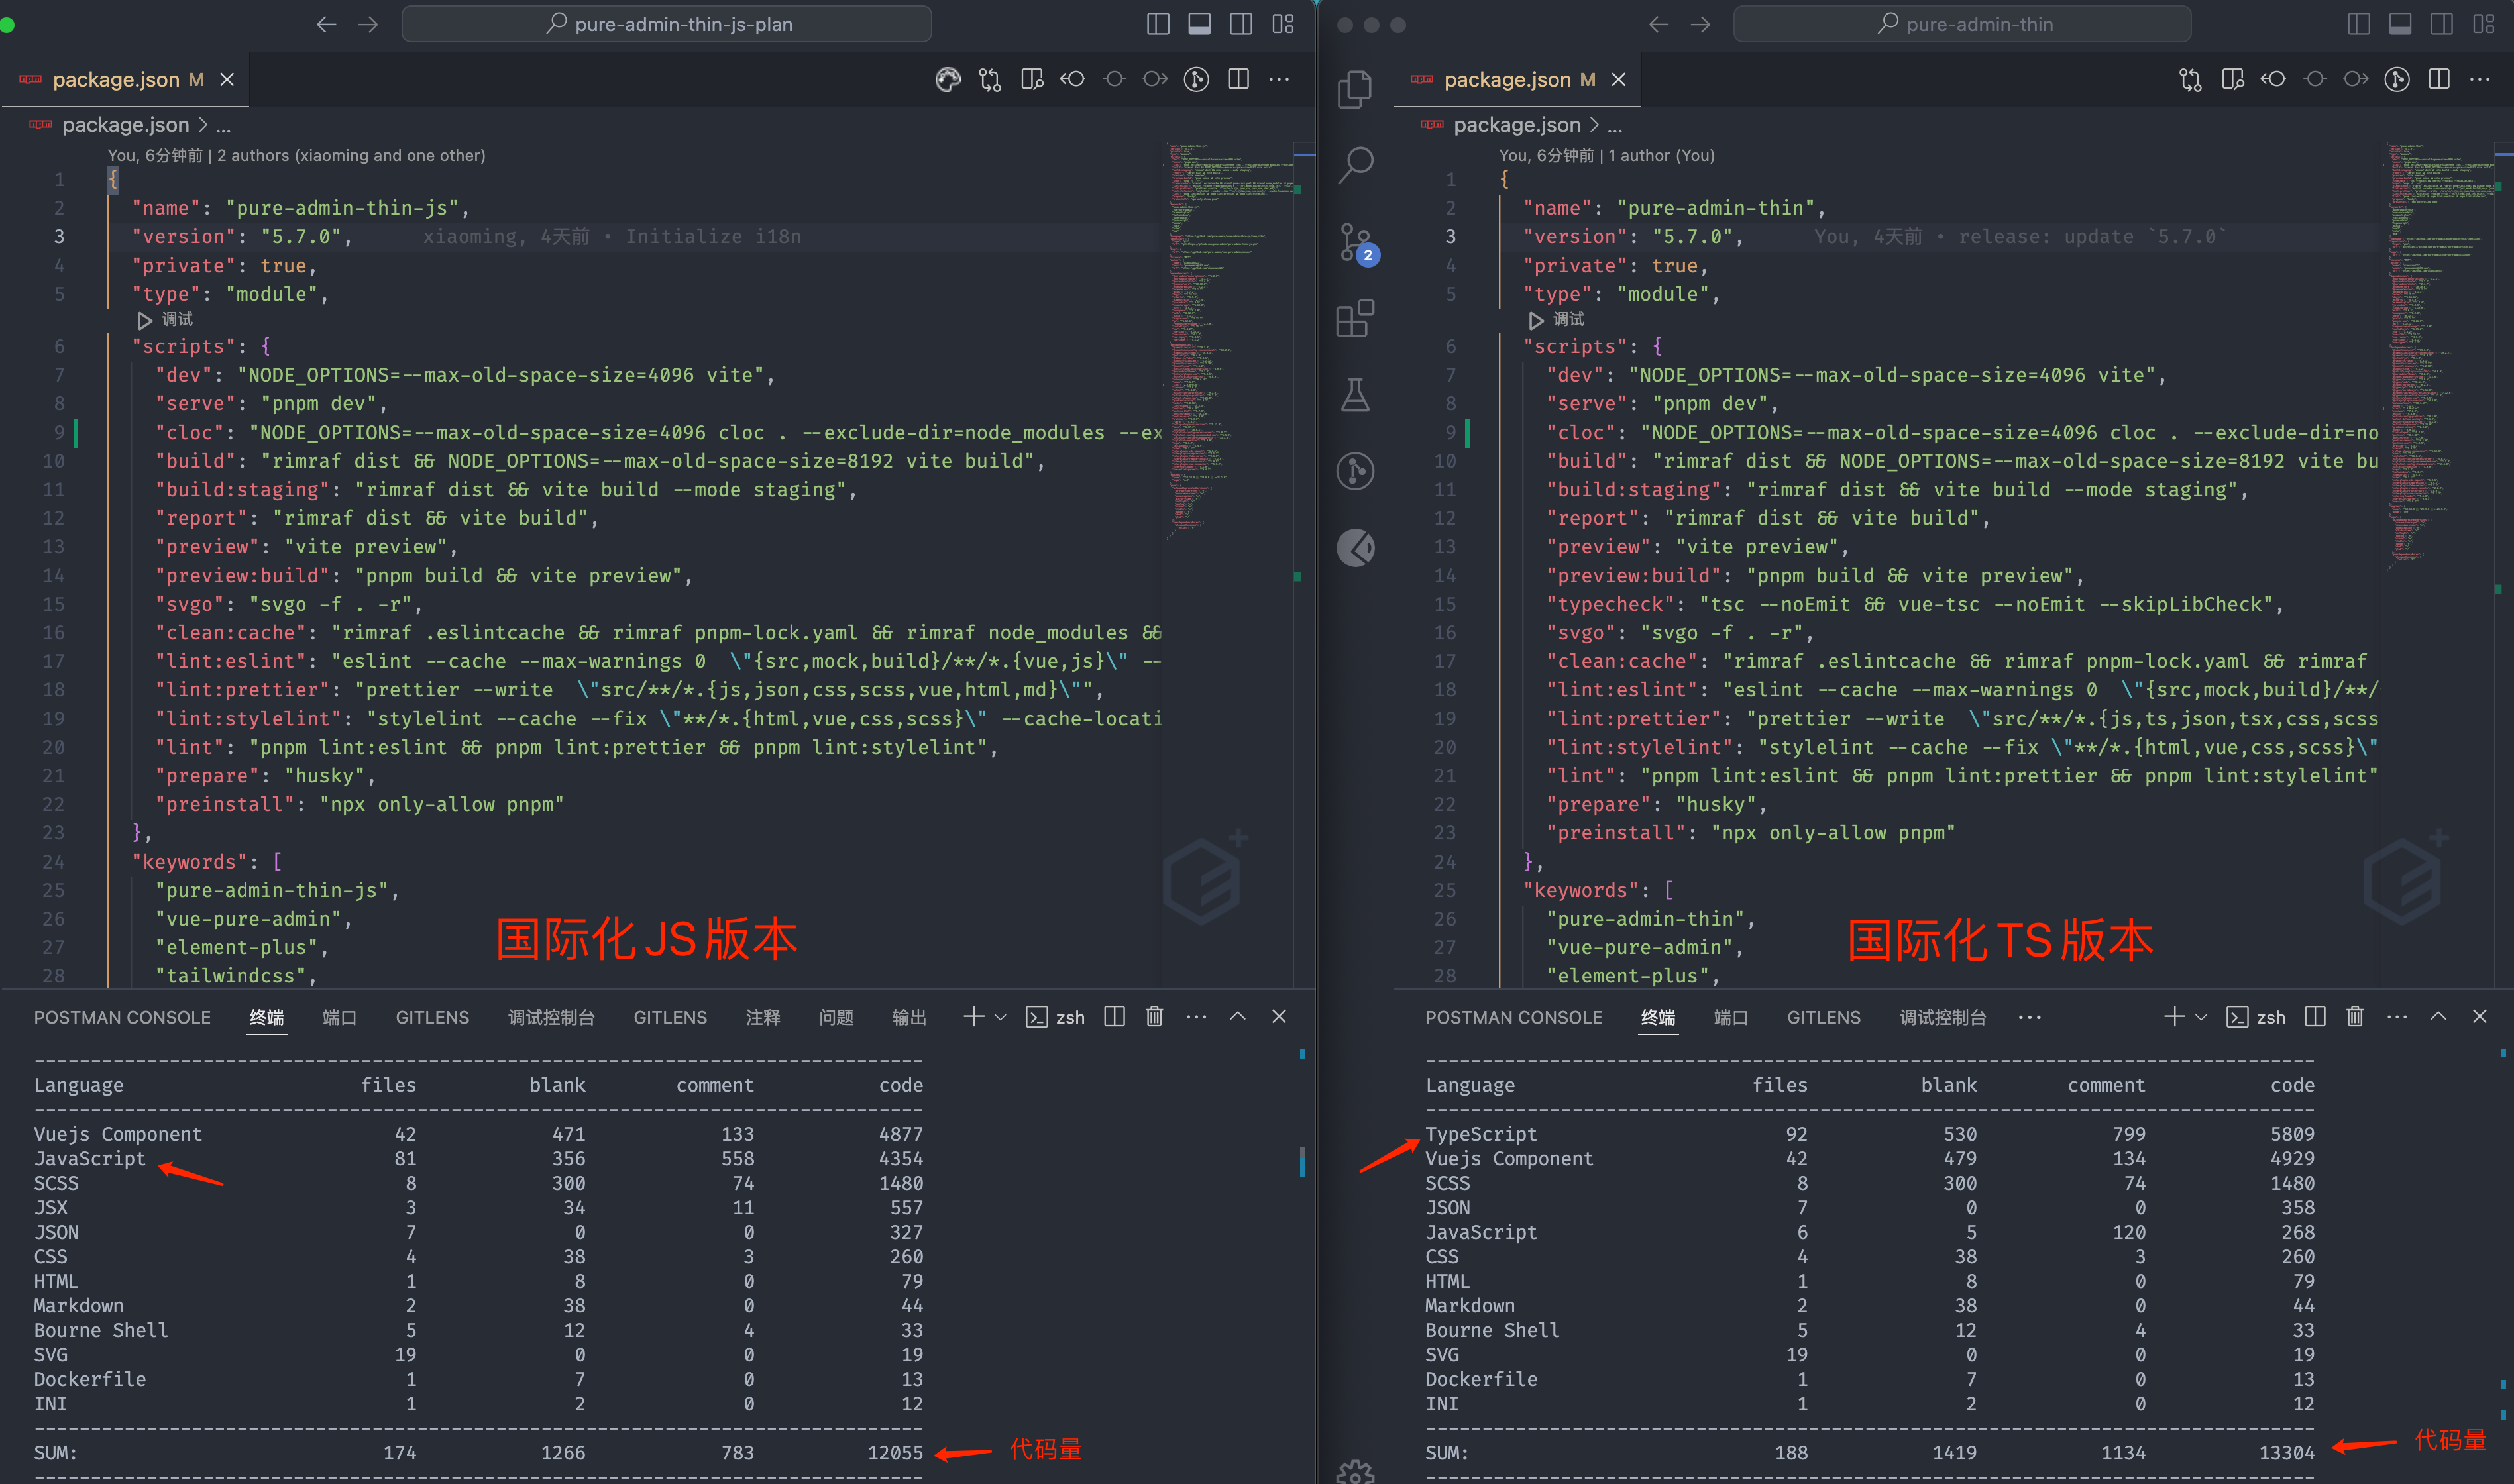 pure-admin-thin-js-plan
package.json M
package.json > ...
You, 6分钟前 | 2 authors (xiaoming and one other)
1 {
2 "name": "pure-admin-thin-js",
3 "version": "5.7.0", xiaoming, 4天前 • Initialize i18n
4 "private": true,
5 "type": "module",
调试
6 "scripts": {
7 "dev": "NODE_OPTIONS=--max-old-space-size=4096 vite",
8 "serve": "pnpm dev",
9 "cloc": "NODE_OPTIONS=--max-old-space-size=4096 cloc . --exclude-dir=node_modules --ex
10 "build": "rimraf dist && NODE_OPTIONS=--max-old-space-size=8192 vite build",
11 "build:staging": "rimraf dist && vite build --mode staging",
12 "report": "rimraf dist && vite build",
13 "preview": "vite preview",
14 "preview:build": "pnpm build && vite preview",
15 "svgo": "svgo -f . -r",
16 "clean:cache": "rimraf .eslintcache && rimraf pnpm-lock.yaml && rimraf node_modules &&
17 "lint:eslint": "eslint --cache --max-warnings 0  \"{src,mock,build}/**/*.{vue,js}\" --
18 "lint:prettier": "prettier --write  \"src/**/*.{js,json,css,scss,vue,html,md}\"",
19 "lint:stylelint": "stylelint --cache --fix \"**/*.{html,vue,css,scss}\" --cache-locati
20 "lint": "pnpm lint:eslint && pnpm lint:prettier && pnpm lint:stylelint",
21 "prepare": "husky",
22 "preinstall": "npx only-allow pnpm"
23 },
24 "keywords": [
25 "pure-admin-thin-js",
26 "vue-pure-admin",
27 "element-plus",
28 "tailwindcss",
国际化 JS 版本
POSTMAN CONSOLE 终端 端口 GITLENS 调试控制台 GITLENS 注释 问题 输出 zsh
Language files blank comment code
Vuejs Component 42 471 133 4877
JavaScript 81 356 558 4354
SCSS 8 300 74 1480
JSX 3 34 11 557
JSON 7 0 0 327
CSS 4 38 3 260
HTML 1 8 0 79
Markdown 2 38 0 44
Bourne Shell 5 12 4 33
SVG 19 0 0 19
Dockerfile 1 7 0 13
INI 1 2 0 12
SUM: 174 1266 783 12055
代码量
pure-admin-thin
package.json M
package.json > ...
You, 6分钟前 | 1 author (You)
2
1 {
2 "name": "pure-admin-thin",
3 "version": "5.7.0", You, 4天前 • release: update `5.7.0`
4 "private": true,
5 "type": "module",
调试
6 "scripts": {
7 "dev": "NODE_OPTIONS=--max-old-space-size=4096 vite",
8 "serve": "pnpm dev",
9 "cloc": "NODE_OPTIONS=--max-old-space-size=4096 cloc . --exclude-dir=no
10 "build": "rimraf dist && NODE_OPTIONS=--max-old-space-size=8192 vite bu
11 "build:staging": "rimraf dist && vite build --mode staging",
12 "report": "rimraf dist && vite build",
13 "preview": "vite preview",
14 "preview:build": "pnpm build && vite preview",
15 "typecheck": "tsc --noEmit && vue-tsc --noEmit --skipLibCheck",
16 "svgo": "svgo -f . -r",
17 "clean:cache": "rimraf .eslintcache && rimraf pnpm-lock.yaml && rimraf
18 "lint:eslint": "eslint --cache --max-warnings 0  \"{src,mock,build}/**/
19 "lint:prettier": "prettier --write  \"src/**/*.{js,ts,json,tsx,css,scss
20 "lint:stylelint": "stylelint --cache --fix \"**/*.{html,vue,css,scss}\"
21 "lint": "pnpm lint:eslint && pnpm lint:prettier && pnpm lint:stylelint"
22 "prepare": "husky",
23 "preinstall": "npx only-allow pnpm"
24 },
25 "keywords": [
26 "pure-admin-thin",
27 "vue-pure-admin",
28 "element-plus",
国际化 TS 版本
POSTMAN CONSOLE 终端 端口 GITLENS 调试控制台 zsh
Language files blank comment code
TypeScript 92 530 799 5809
Vuejs Component 42 479 134 4929
SCSS 8 300 74 1480
JSON 7 0 0 358
JavaScript 6 5 120 268
CSS 4 38 3 260
HTML 1 8 0 79
Markdown 2 38 0 44
Bourne Shell 5 12 4 33
SVG 19 0 0 19
Dockerfile 1 7 0 13
INI 1 2 0 12
SUM: 188 1419 1134 13304
代码量